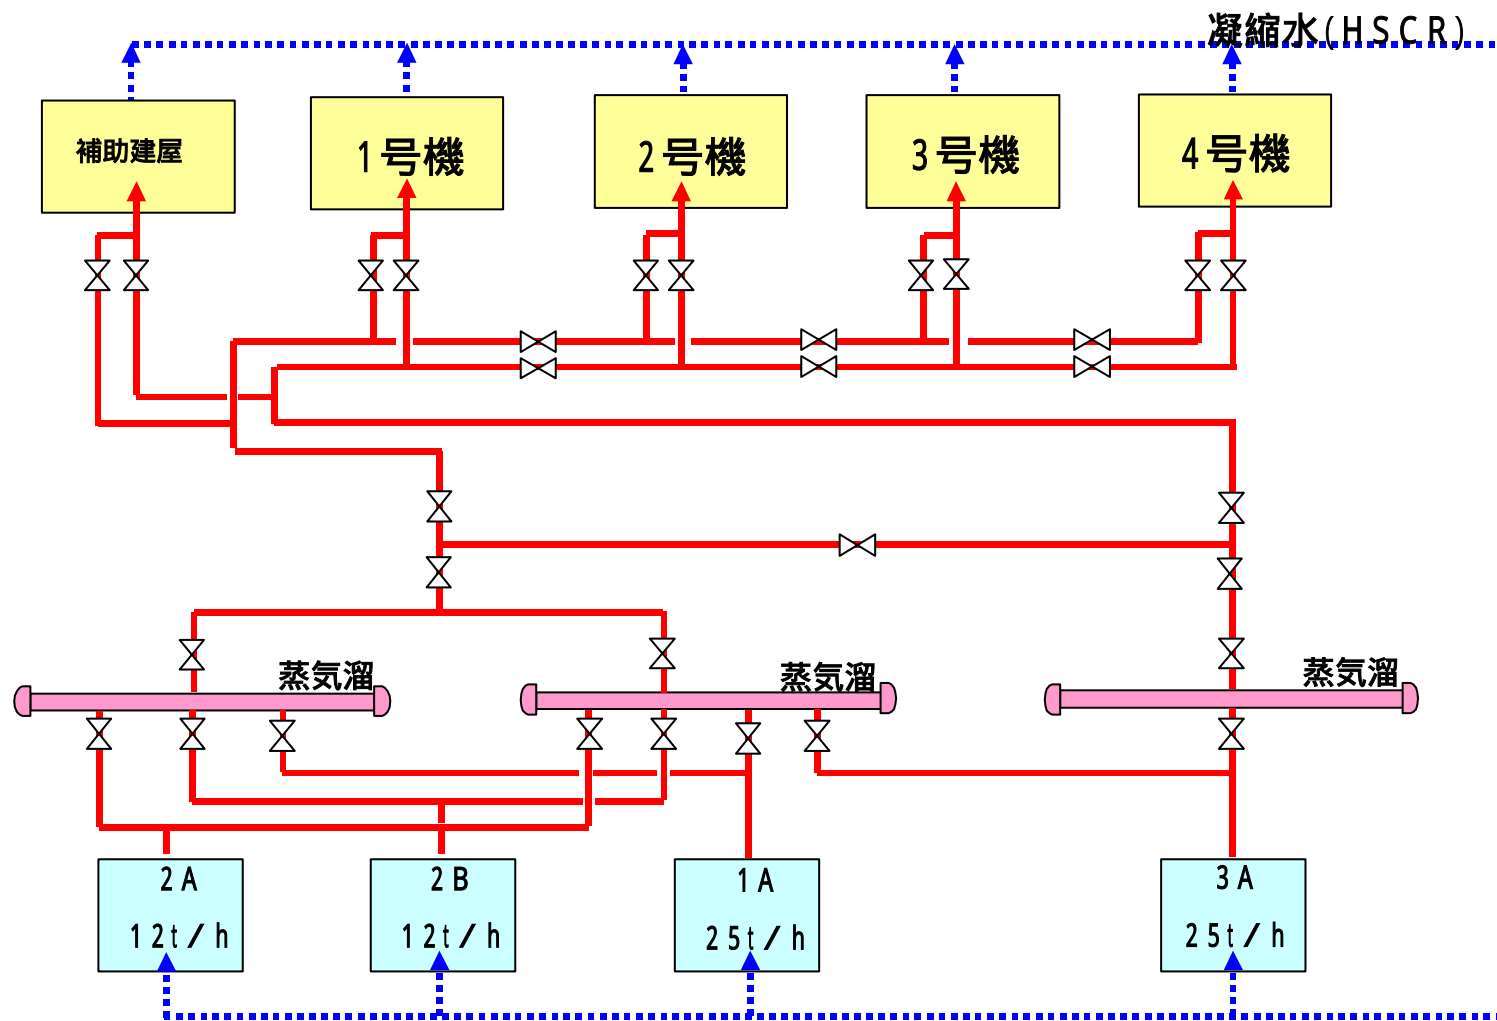 凝縮水(HSCR)
補助建屋
1号機
2号機
3号機
4号機
蒸気溜
蒸気溜
蒸気溜
2A
12t/h
2B
12t/h
1A
25t/h
3A
25t/h